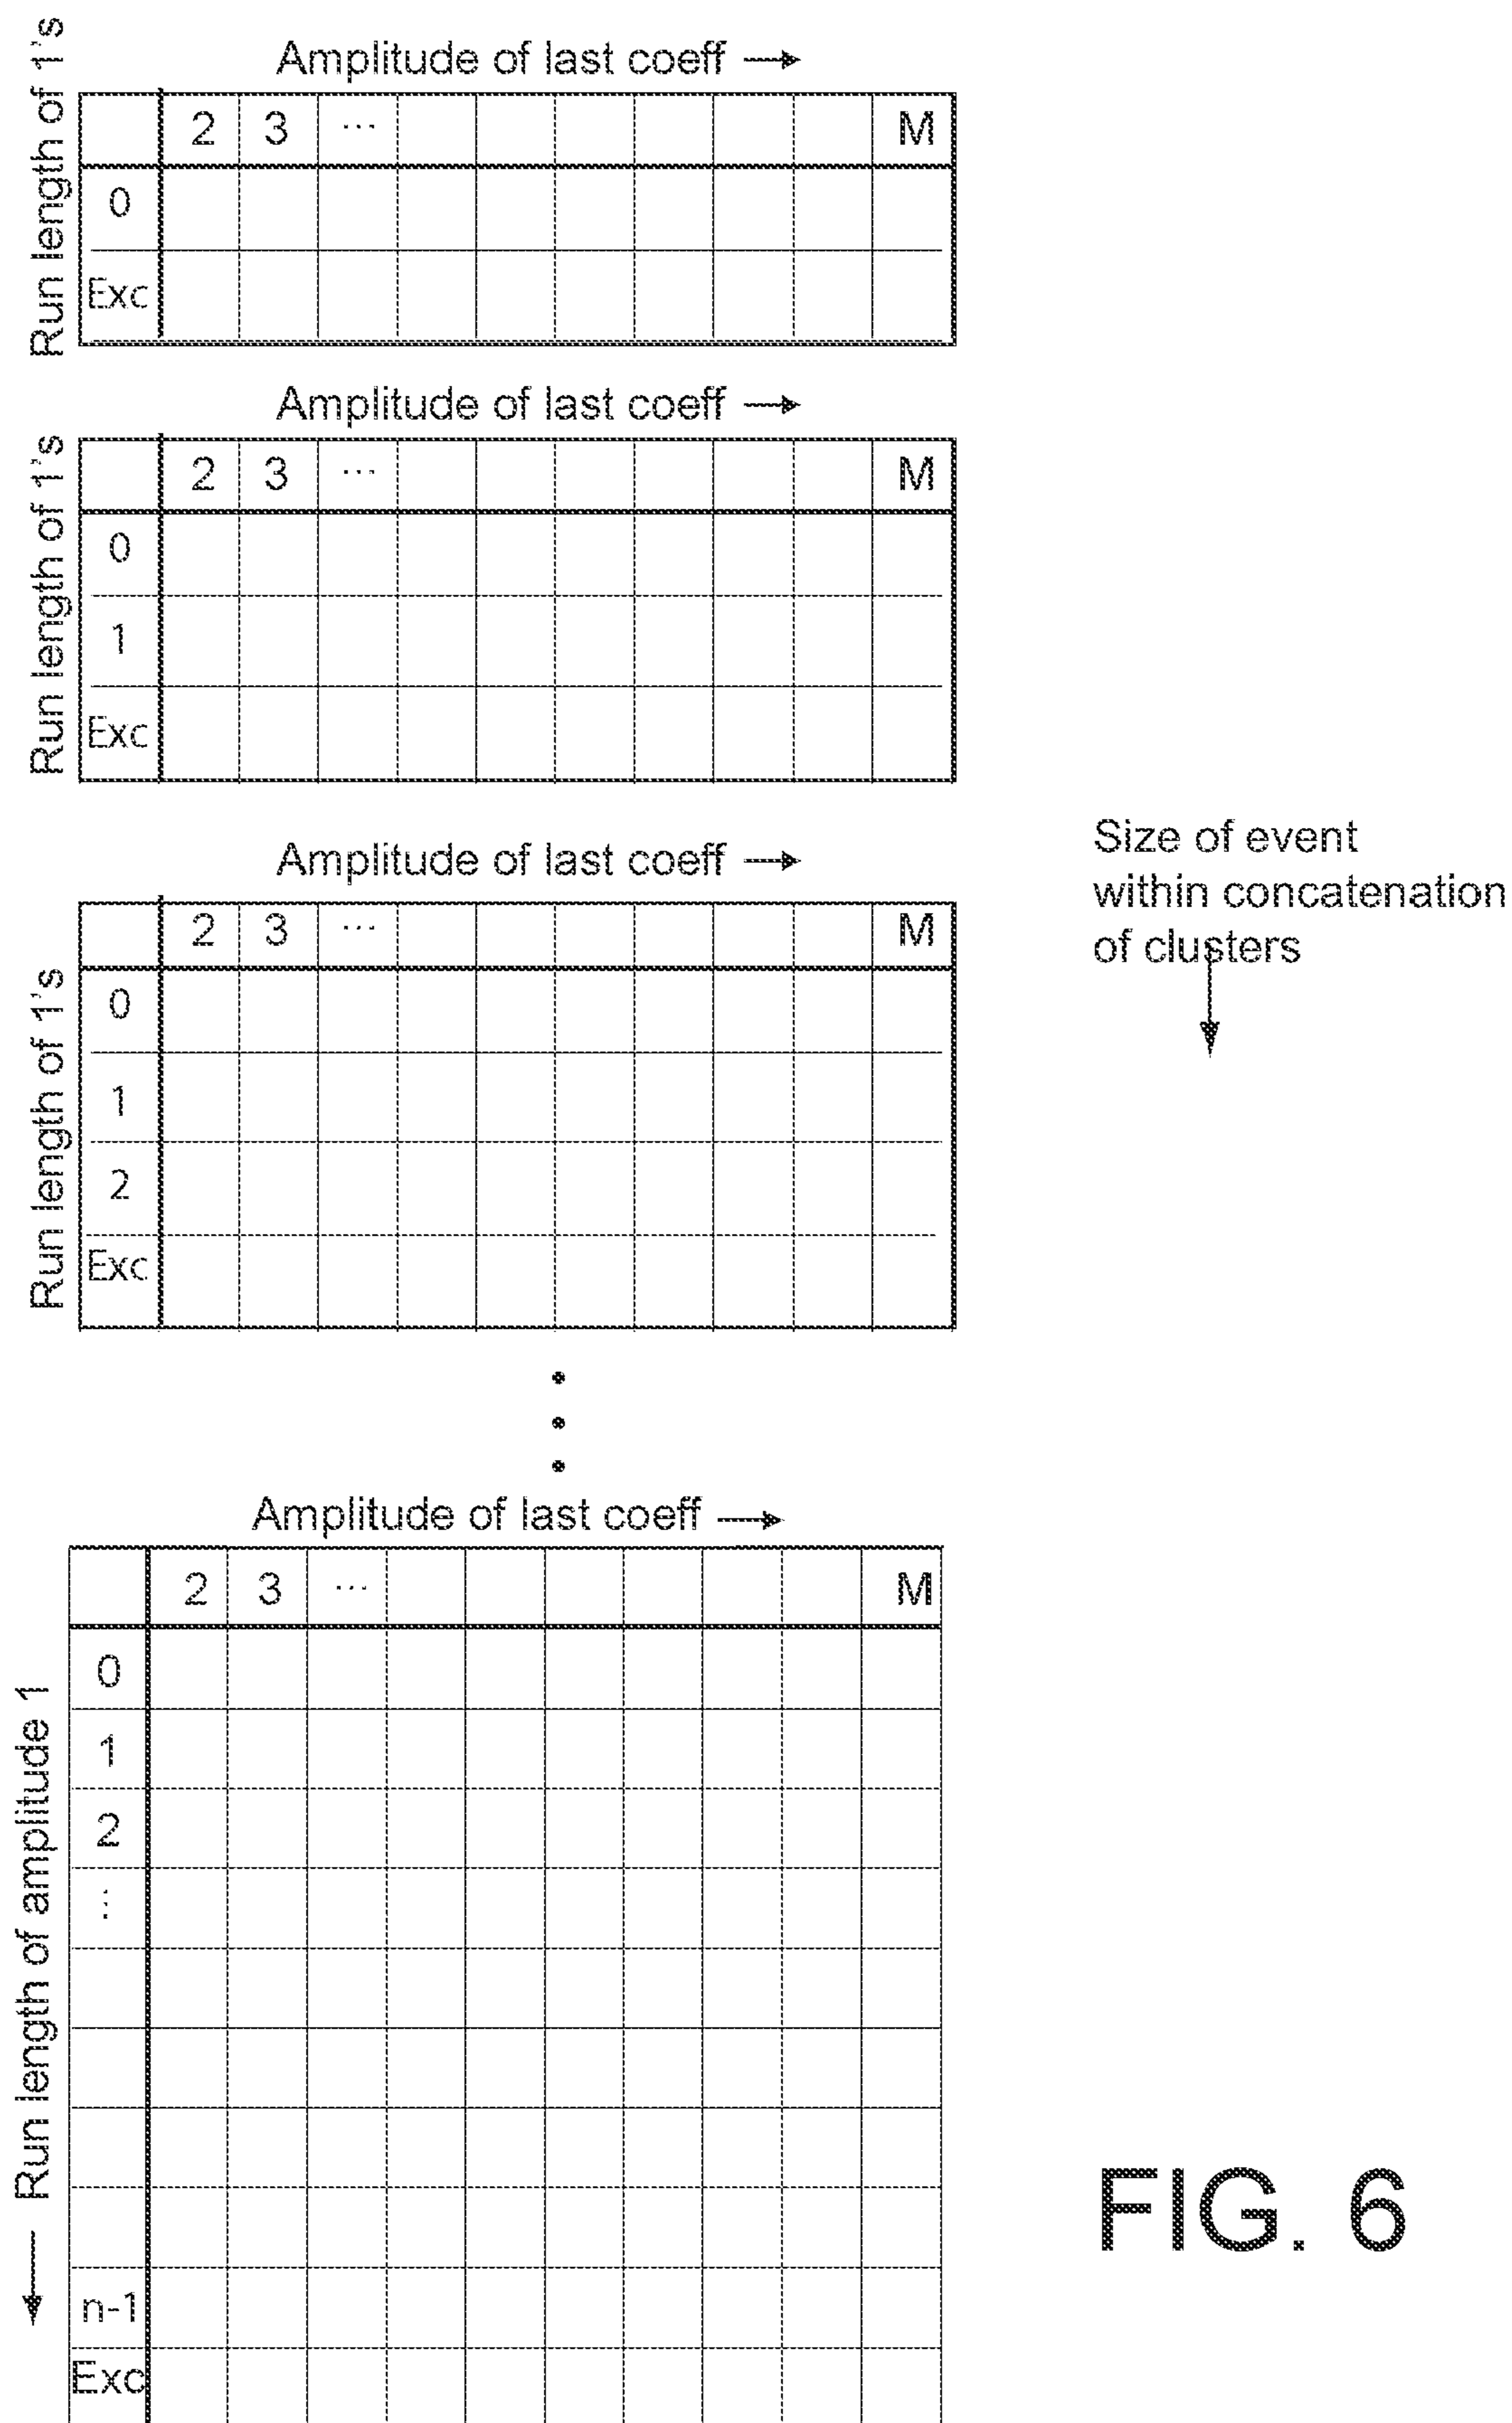 Amplitude of last coeff →
Run length of 1's
2 3 ... M
0
Exc
Amplitude of last coeff →
Run length of 1's
2 3 ... M
0
1
Exc
Amplitude of last coeff →
Run length of 1's
2 3 ... M
0
1
2
Exc
Size of event
within concatenation
of clusters
Amplitude of last coeff →
Run length of amplitude 1
2 3 ... M
0
1
2
⋮
n-1
Exc
FIG. 6